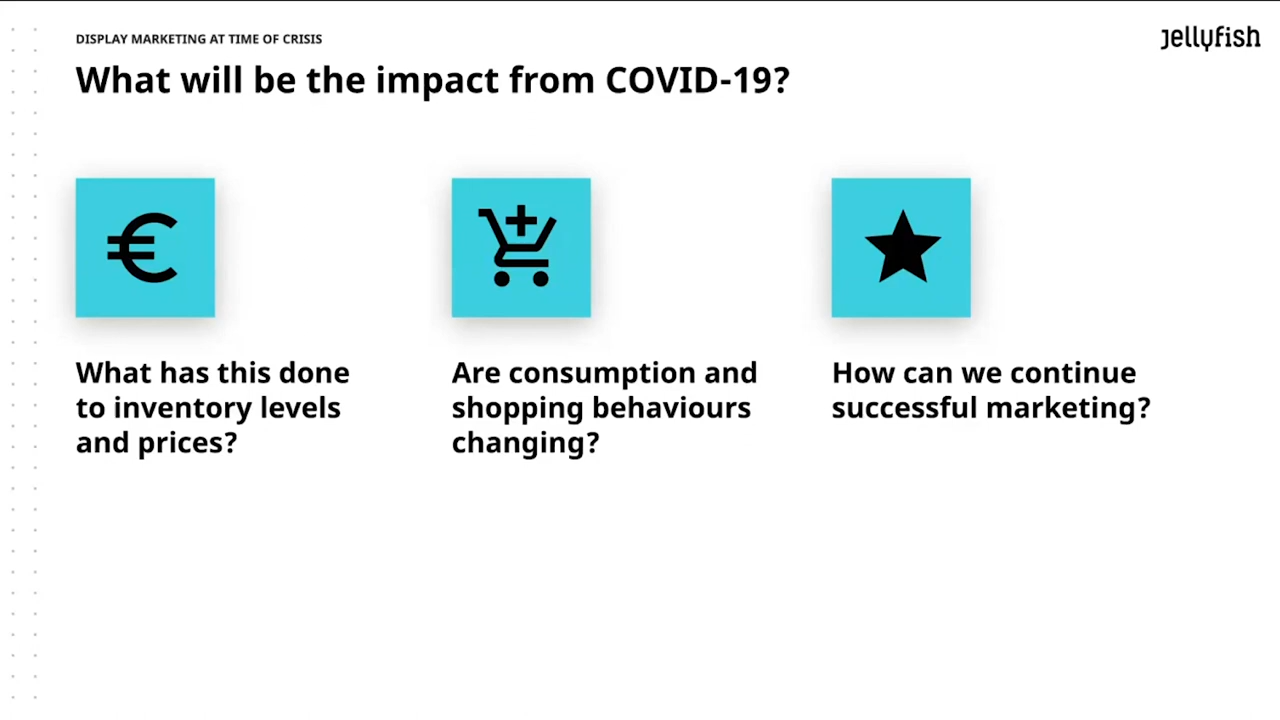 DISPLAY MARKETING AT TIME OF CRISIS
jellyfish
What will be the impact from COVID-19?
€
What has this done
to inventory levels
and prices?
Are consumption and
shopping behaviours
changing?
How can we continue
successful marketing?